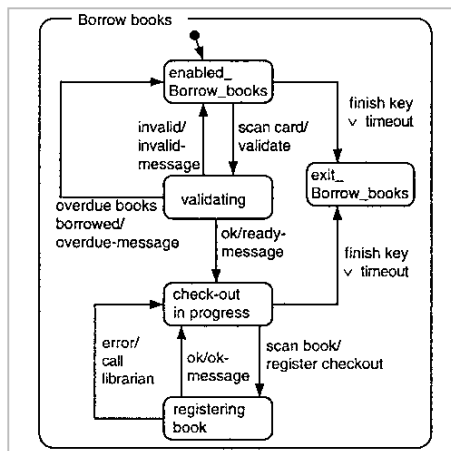 Borrow books
enabled_
Borrow_books
finish key
∨ timeout
invalid/
invalid-
message
scan card/
validate
exit_
Borrow_books
validating
overdue books
borrowed/
overdue-message
ok/ready-
message
finish key
∨ timeout
check-out
in progress
error/
call
librarian
ok/ok-
message
scan book/
register checkout
registering
book